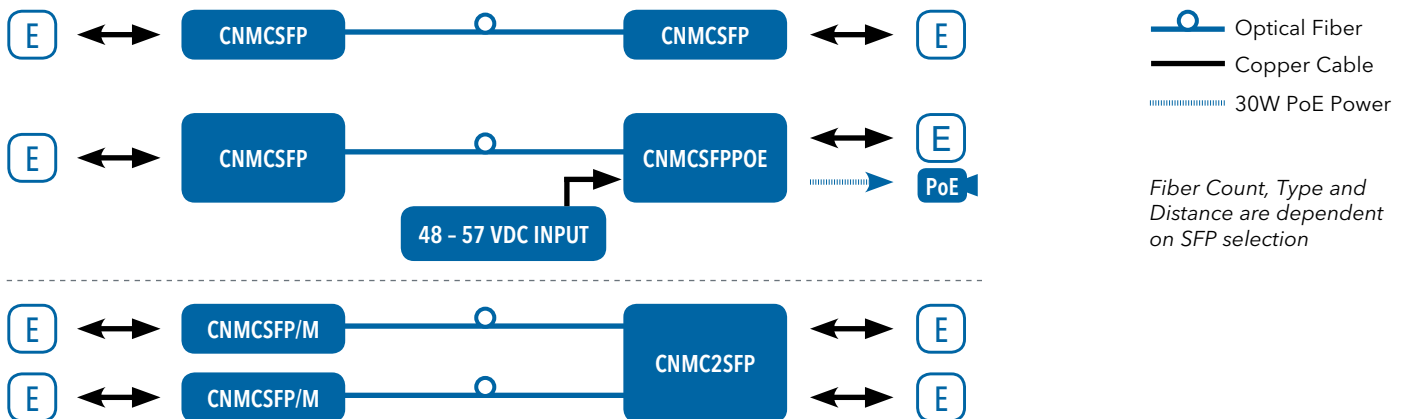 E CNMCSFP CNMCSFP E
Optical Fiber
Copper Cable
30W PoE Power
E CNMCSFP CNMCSFPPOE E
PoE
48 – 57 VDC INPUT
Fiber Count, Type and
Distance are dependent
on SFP selection
E CNMCSFP/M E
CNMC2SFP
E CNMCSFP/M E